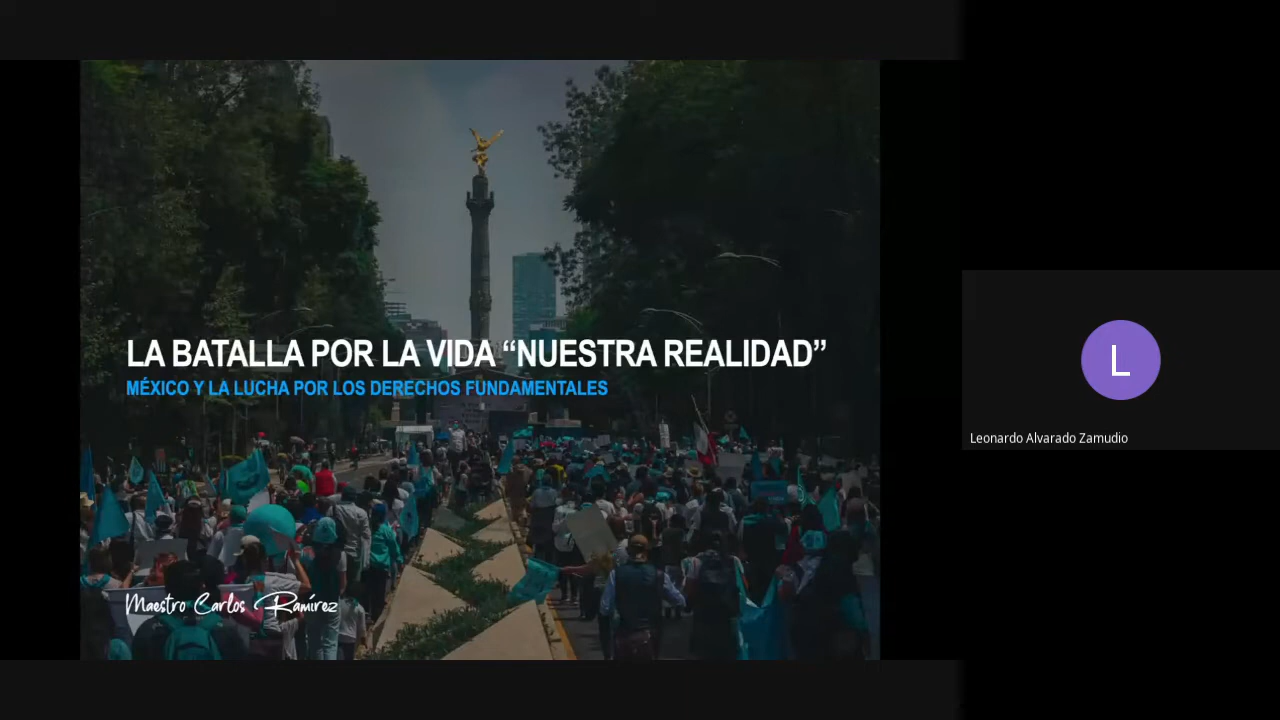 LA BATALLA POR LA VIDA “NUESTRA REALIDAD”
MÉXICO Y LA LUCHA POR LOS DERECHOS FUNDAMENTALES
Maestro Carlos Ramírez
L
Leonardo Alvarado Zamudio